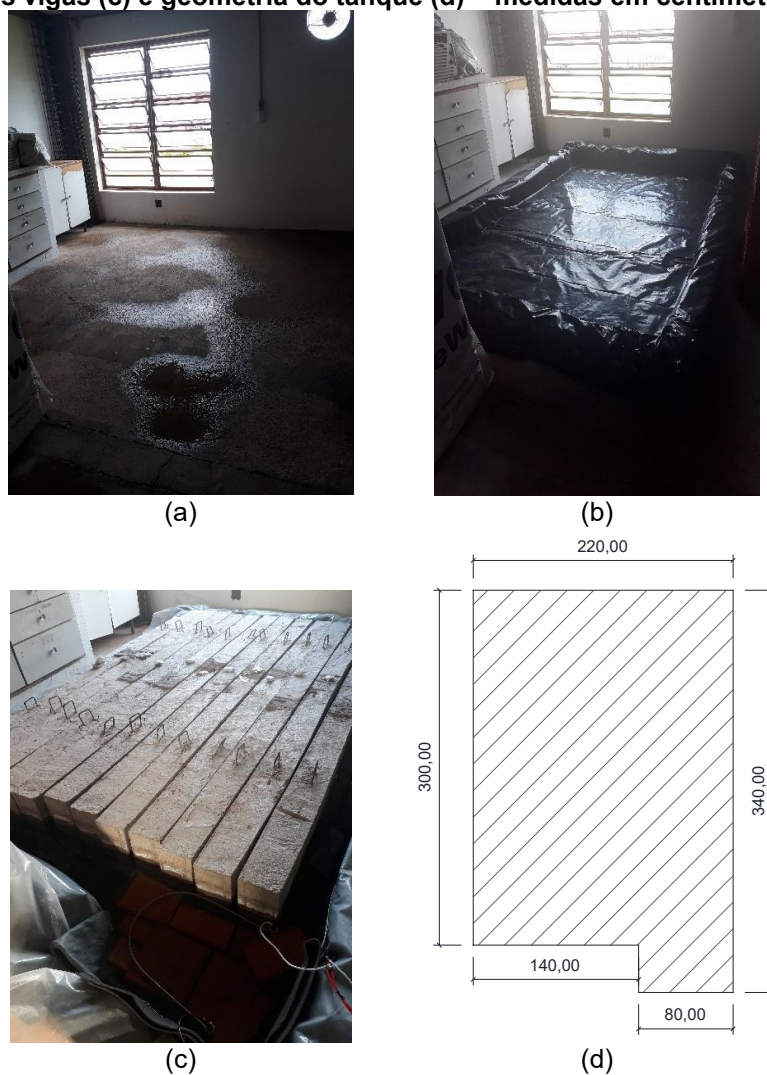 s vigas (c) e geometria do tanque (d) – medidas em centímet
(a)
(b)
220,00
300,00
340,00
140,00
80,00
(c)
(d)